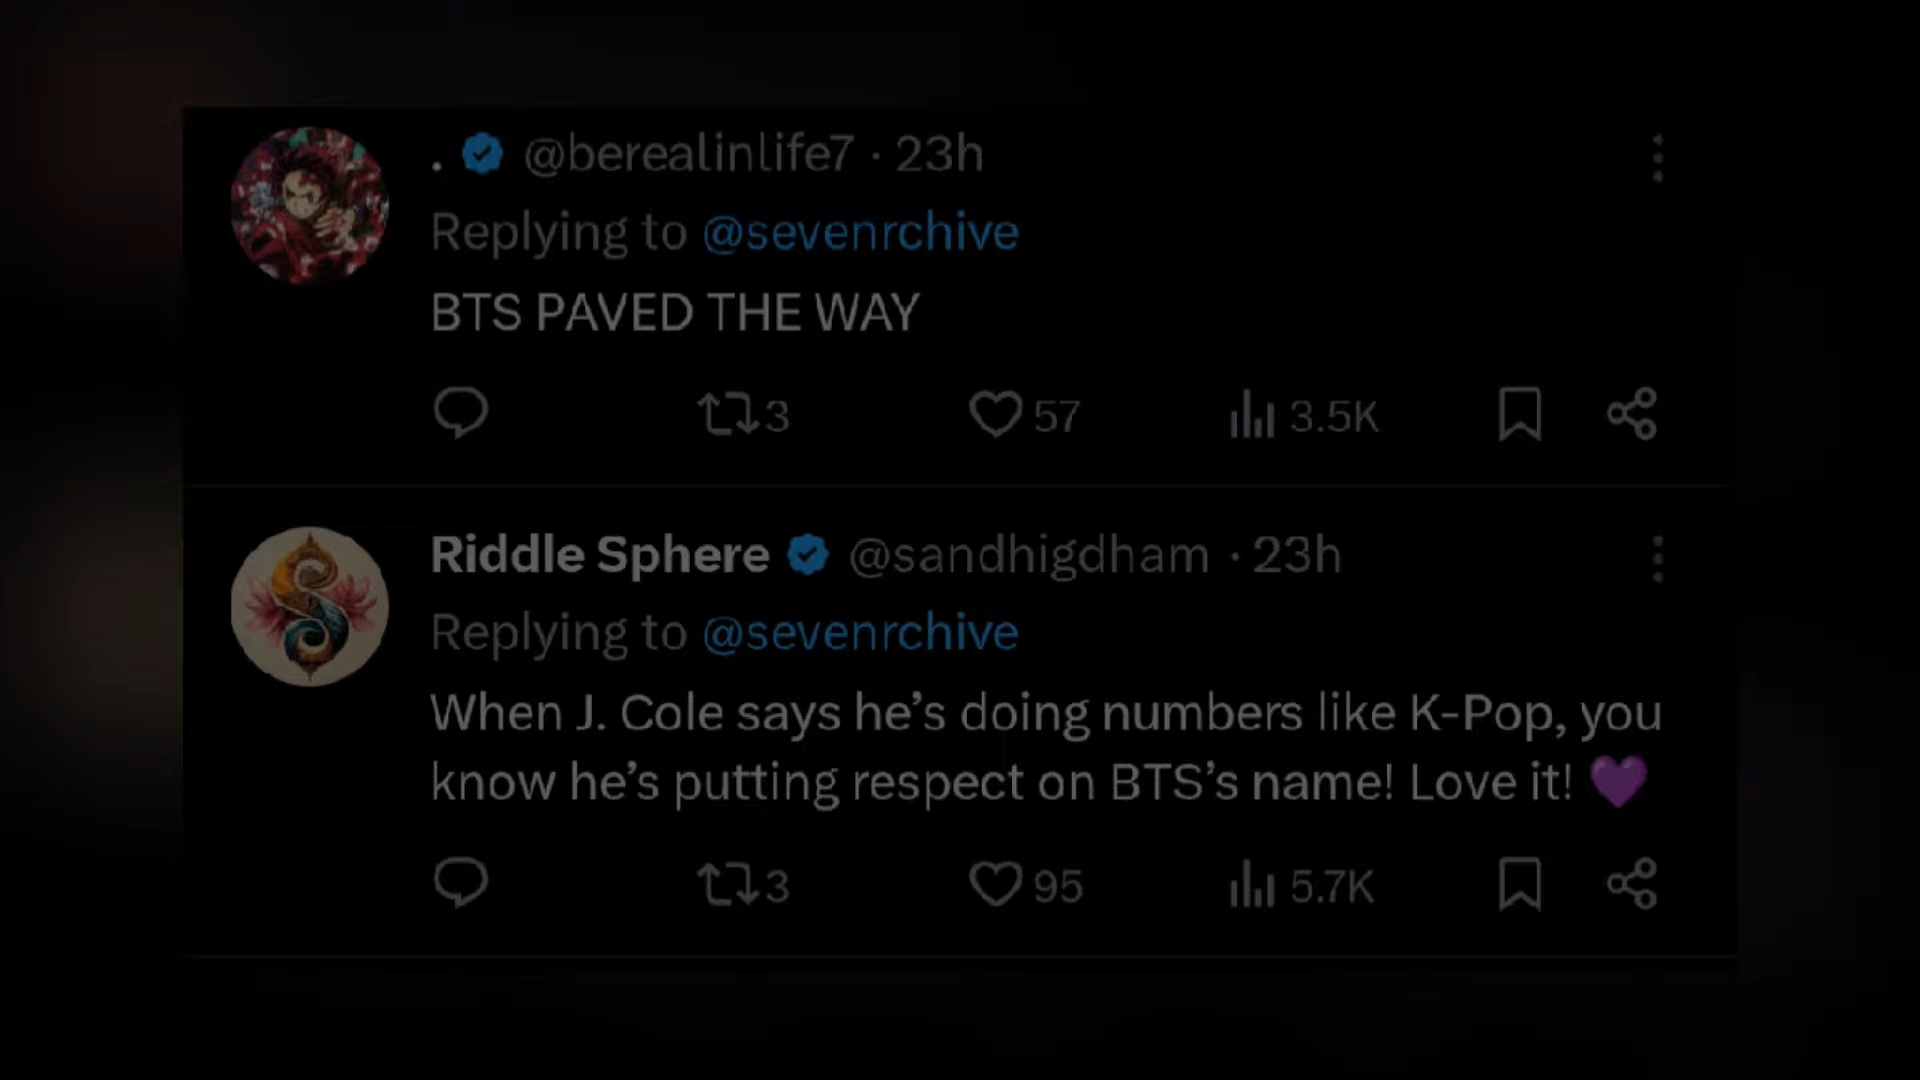 . @berealinlife7 · 23h
Replying to @sevenrchive
BTS PAVED THE WAY
3 57 3.5K
Riddle Sphere @sandhigdham · 23h
Replying to @sevenrchive
When J. Cole says he's doing numbers like K-Pop, you
know he's putting respect on BTS's name! Love it! 💜
3 95 5.7K